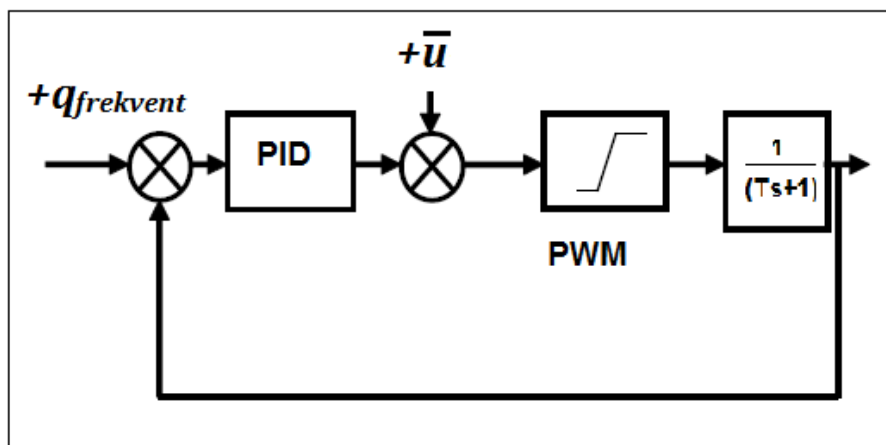 +u̅
+q_frekvent
PID
PWM
1
(Ts+1)